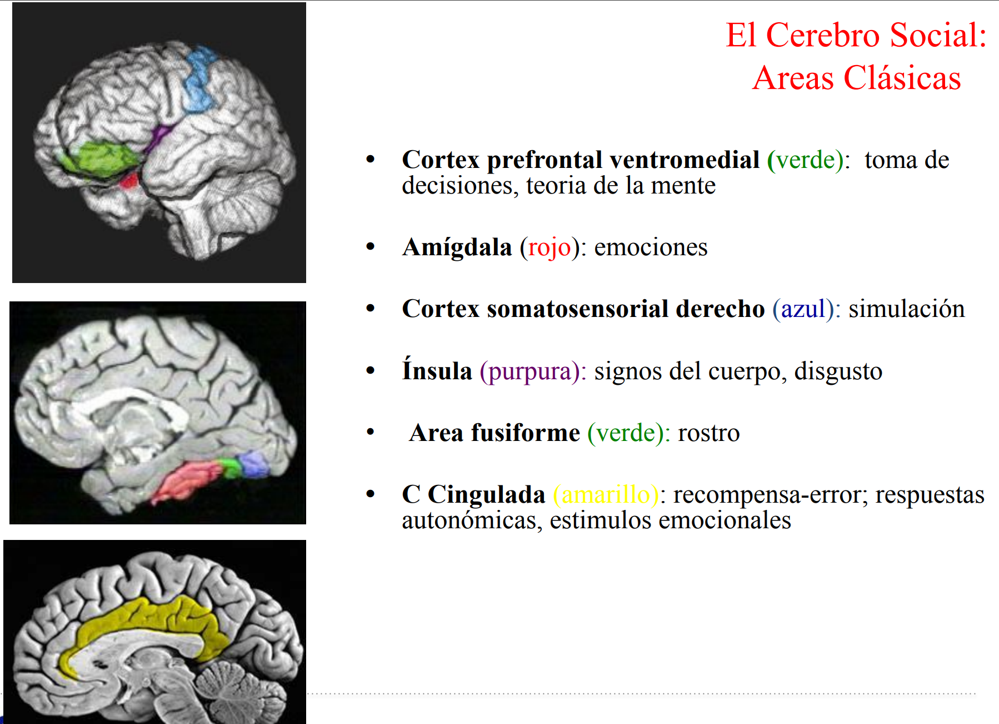 El Cerebro Social:
Areas Clásicas
• Cortex prefrontal ventromedial (verde): toma de
decisiones, teoria de la mente
• Amígdala (rojo): emociones
• Cortex somatosensorial derecho (azul): simulación
• Ínsula (purpura): signos del cuerpo, disgusto
• Area fusiforme (verde): rostro
• C Cingulada (amarillo): recompensa-error; respuestas
autonómicas, estimulos emocionales